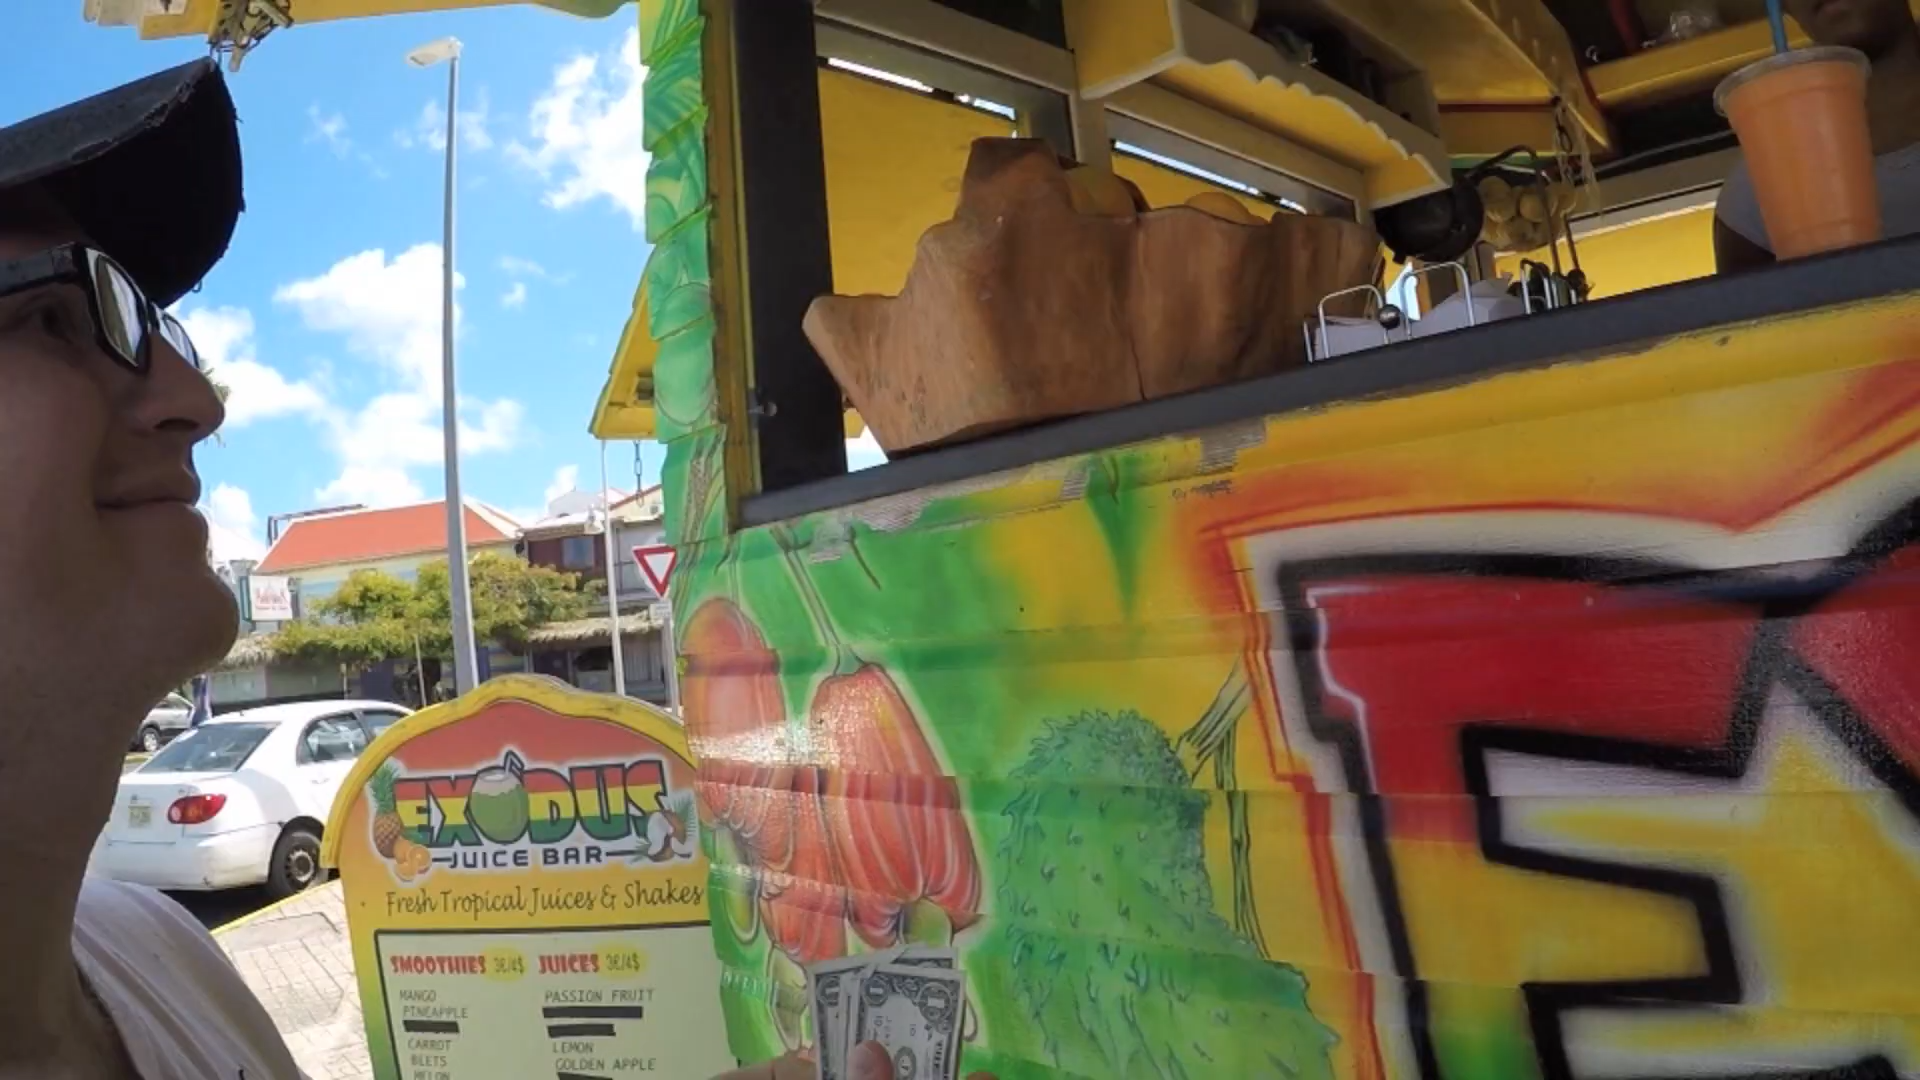 EXODUS
JUICE BAR
Fresh Tropical Juices & Shakes
SMOOTHIES 3€/4$ JUICES 3€/4$
MANGO
PINEAPPLE
CARROT
BEETS
MELON
PASSION FRUIT
LEMON
GOLDEN APPLE
E